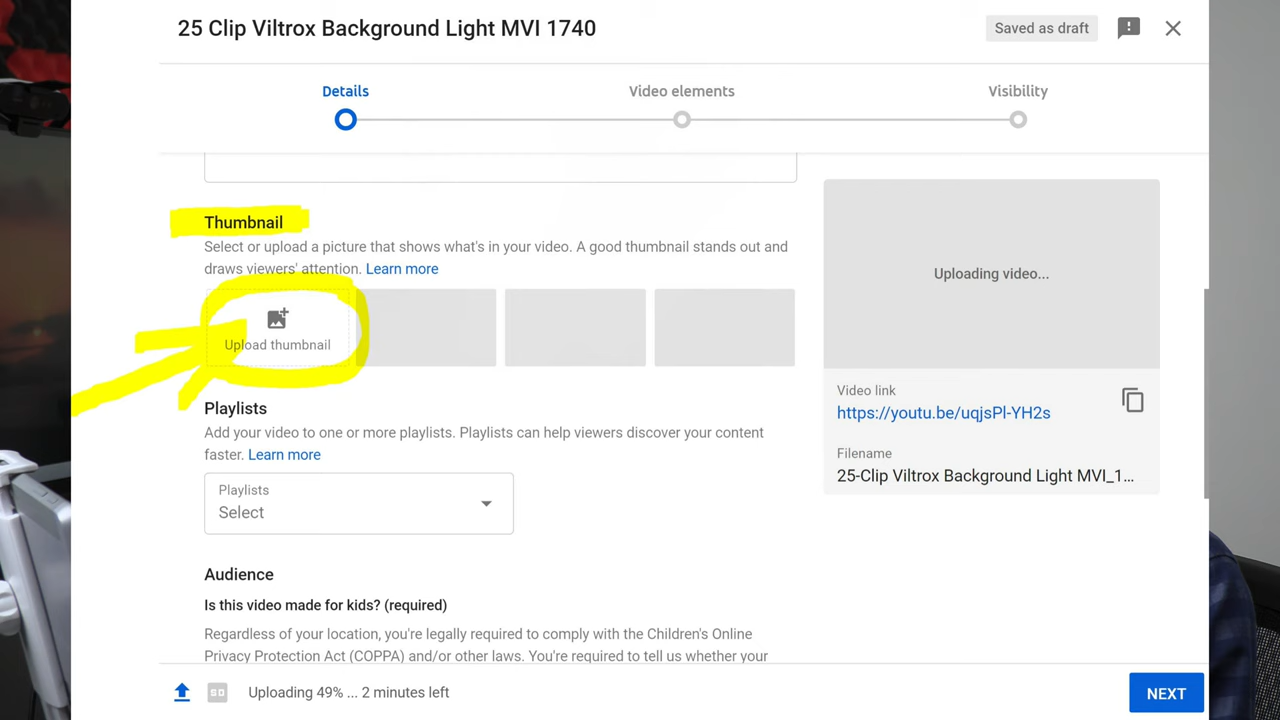 25 Clip Viltrox Background Light MVI 1740
Saved as draft
Details
Video elements
Visibility
Thumbnail
Select or upload a picture that shows what's in your video. A good thumbnail stands out and
draws viewers' attention. Learn more
Upload thumbnail
Uploading video...
Video link
https://youtu.be/uqjsPl-YH2s
Filename
25-Clip Viltrox Background Light MVI_1...
Playlists
Add your video to one or more playlists. Playlists can help viewers discover your content
faster. Learn more
Playlists
Select
Audience
Is this video made for kids? (required)
Regardless of your location, you're legally required to comply with the Children's Online
Privacy Protection Act (COPPA) and/or other laws. You're required to tell us whether your
SD
Uploading 49% ... 2 minutes left
NEXT